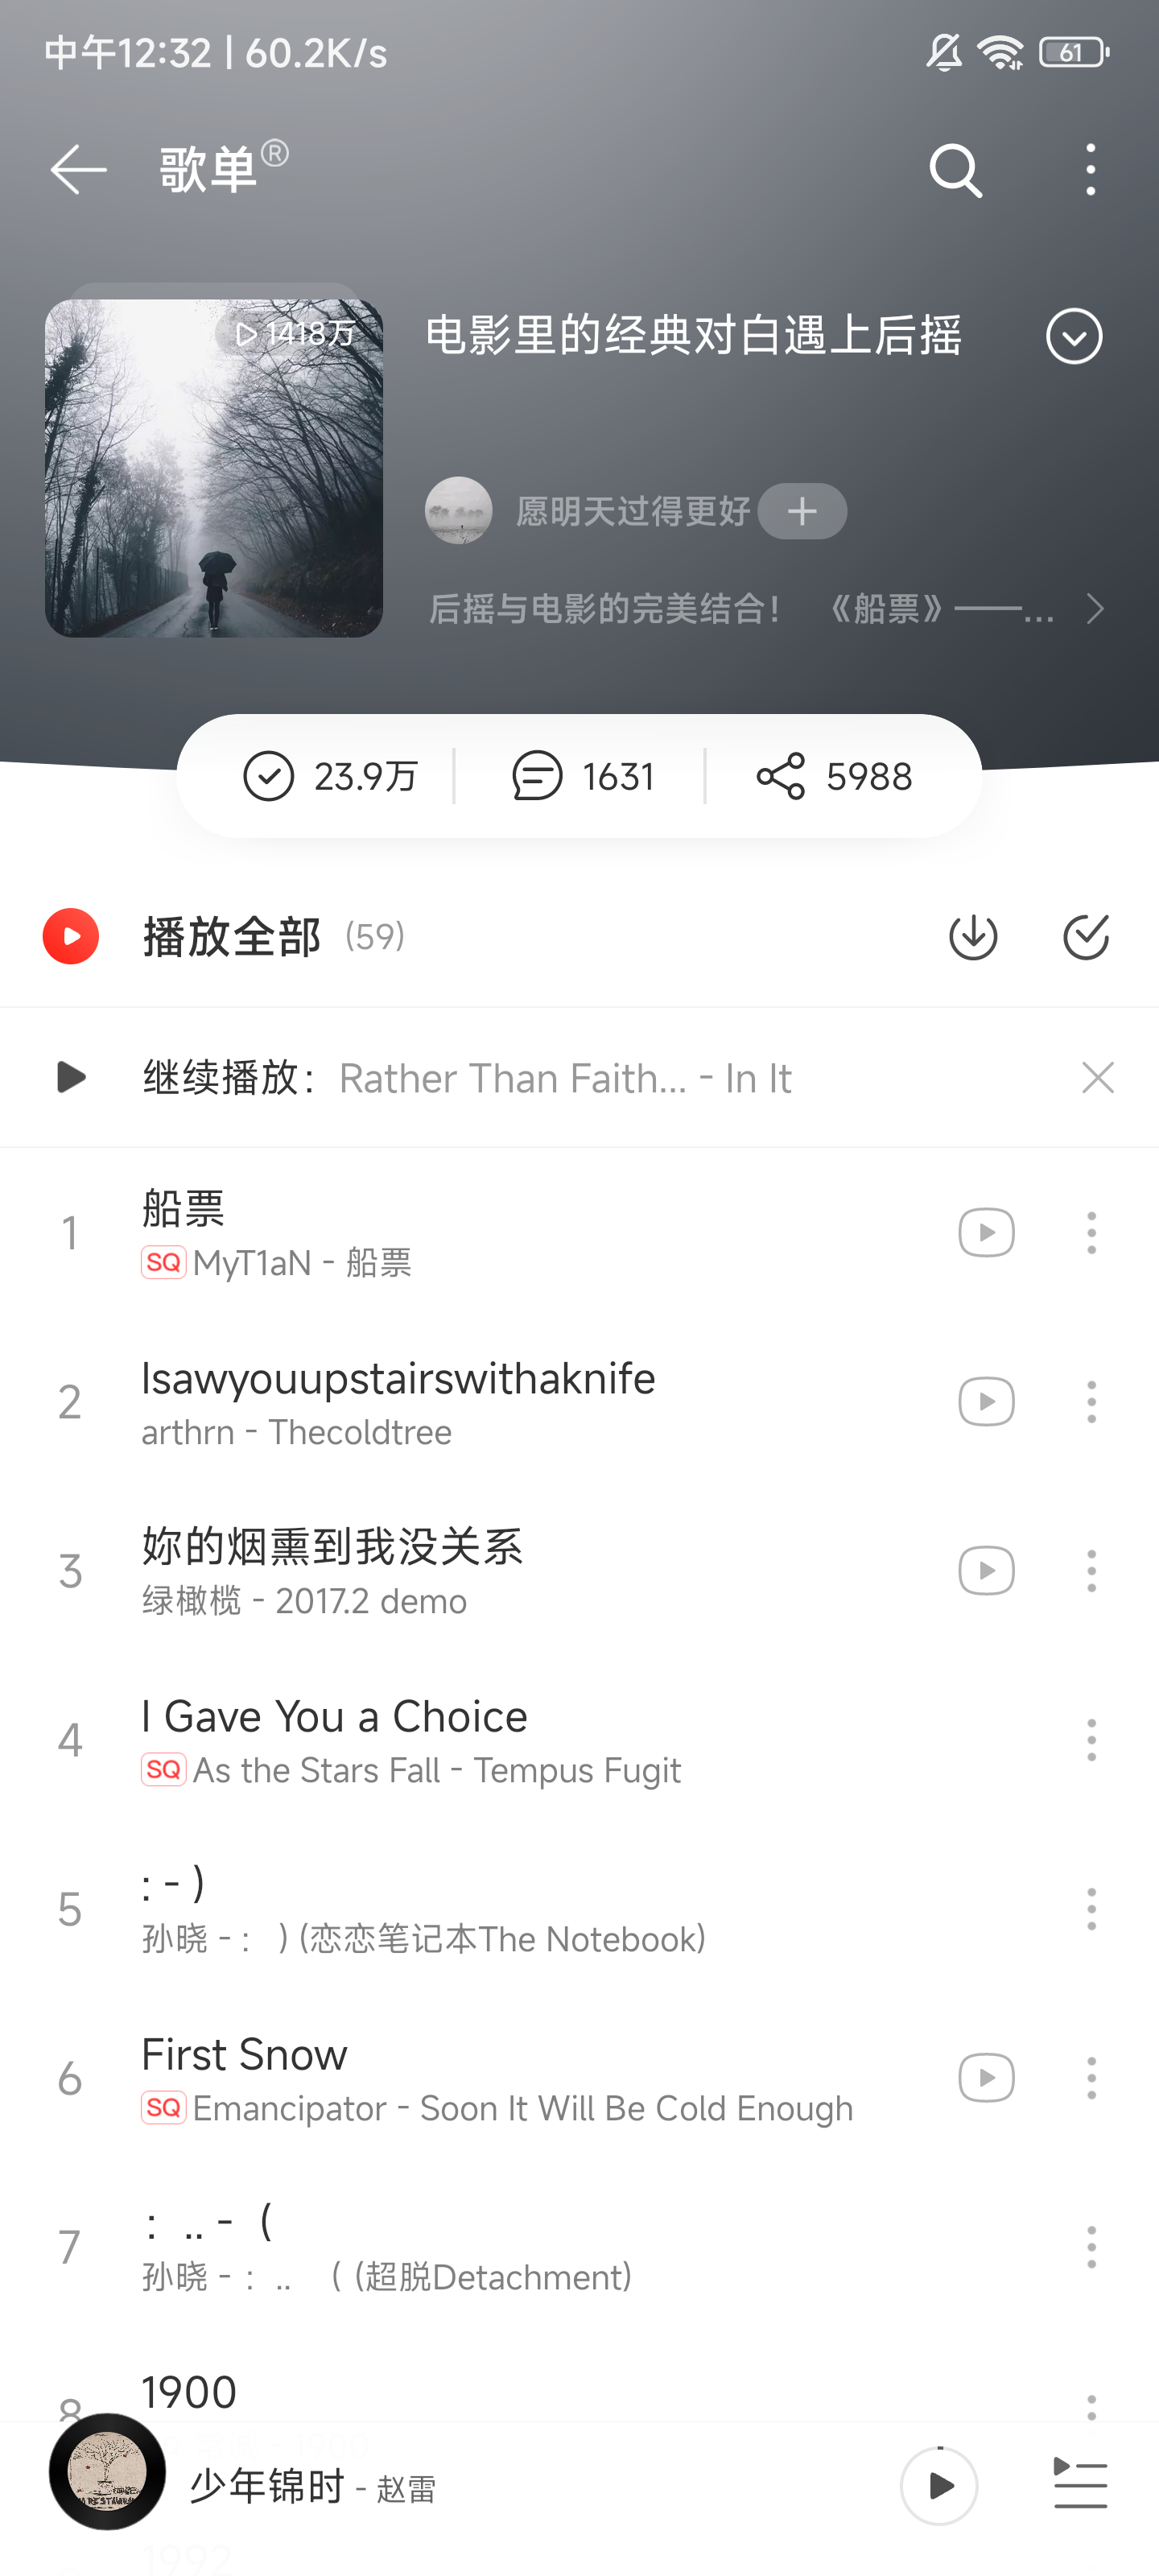 中午12:32 | 60.2K/s
61
歌单®
1418万
电影里的经典对白遇上后摇
愿明天过得更好
后摇与电影的完美结合! 《船票》——...
23.9万
1631
5988
播放全部 (59)
继续播放: Rather Than Faith... - In It
1
船票
SQ MyT1aN - 船票
2
Isawyouupstairswithaknife
arthrn - Thecoldtree
3
妳的烟熏到我没关系
绿橄榄 - 2017.2 demo
4
I Gave You a Choice
SQ As the Stars Fall - Tempus Fugit
5
: - )
孙晓 - : ) (恋恋笔记本The Notebook)
6
First Snow
SQ Emancipator - Soon It Will Be Cold Enough
7
: .. - (
孙晓 - : .. ( (超脱Detachment)
8
1900
少年锦时 - 赵雷
1992